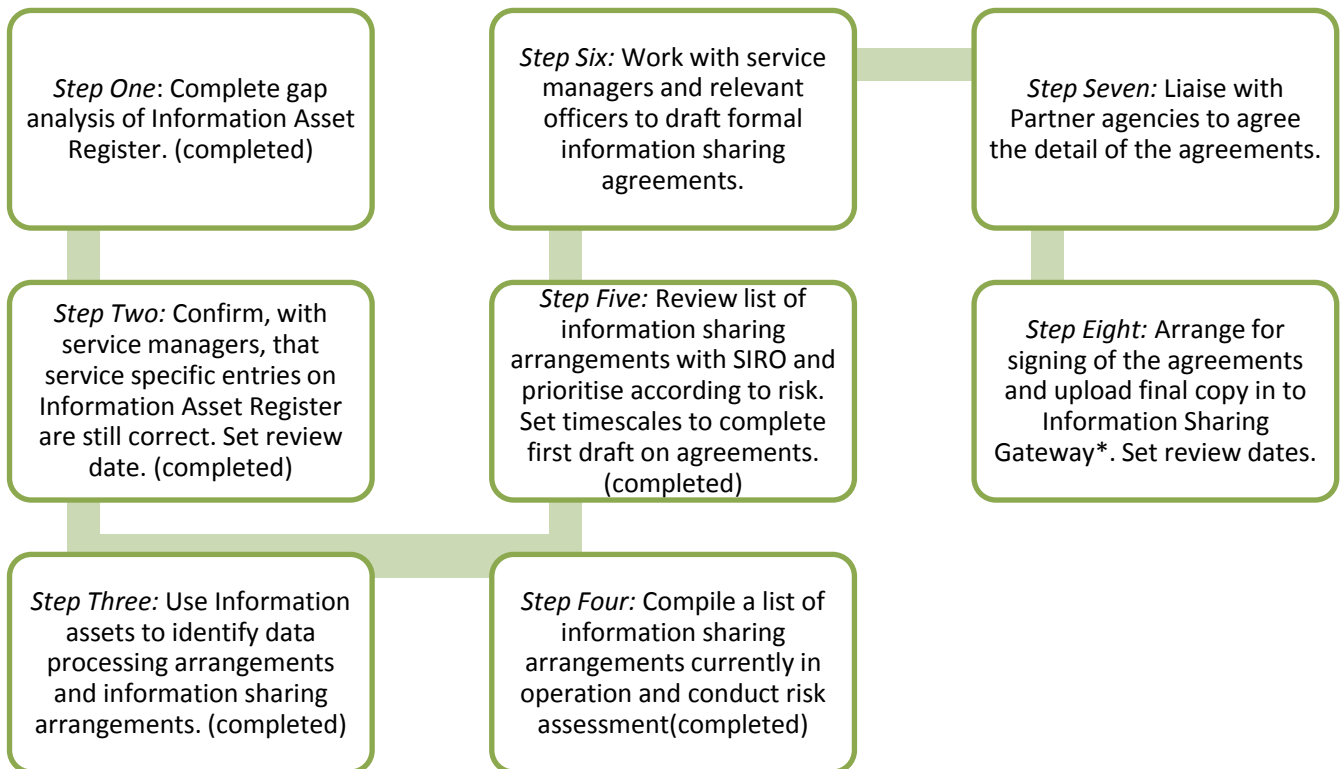 Step One: Complete gap
analysis of Information Asset
Register. (completed)
Step Two: Confirm, with
service managers, that
service specific entries on
Information Asset Register
are still correct. Set review
date. (completed)
Step Three: Use Information
assets to identify data
processing arrangements
and information sharing
arrangements. (completed)
Step Four: Compile a list of
information sharing
arrangements currently in
operation and conduct risk
assessment(completed)
Step Five: Review list of
information sharing
arrangements with SIRO and
prioritise according to risk.
Set timescales to complete
first draft on agreements.
(completed)
Step Six: Work with service
managers and relevant
officers to draft formal
information sharing
agreements.
Step Seven: Liaise with
Partner agencies to agree
the detail of the agreements.
Step Eight: Arrange for
signing of the agreements
and upload final copy in to
Information Sharing
Gateway*. Set review dates.